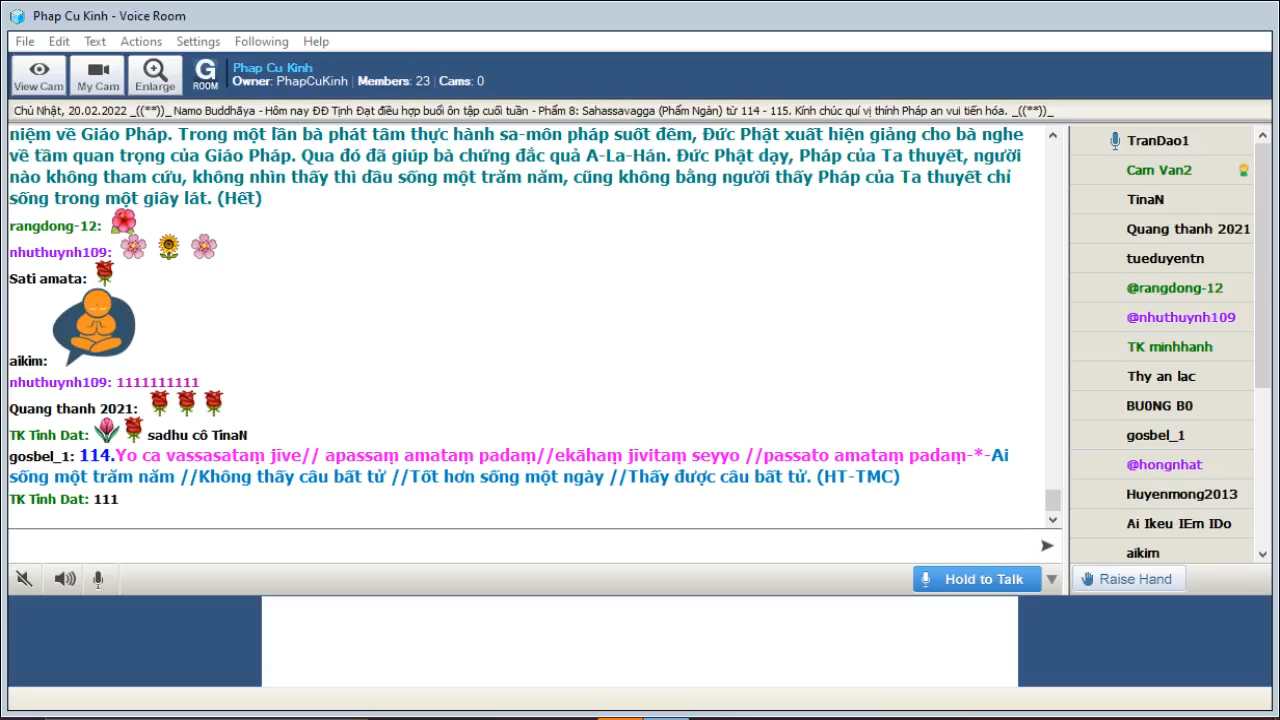 Phap Cu Kinh - Voice Room
File Edit Text Actions Settings Following Help
View Cam My Cam Enlarge G ROOM
Phap Cu Kinh
Owner: PhapCuKinh | Members: 23 | Cams: 0
Chủ Nhật, 20.02.2022 _((**))_ Namo Buddhāya - Hôm nay ĐĐ Tịnh Đạt điều hợp buổi ôn tập cuối tuần - Phẩm 8: Sahassavagga (Phẩm Ngàn) từ 114 - 115. Kính chúc quí vị thính Pháp an vui tiến hóa. _((**))_
niệm về Giáo Pháp. Trong một lần bà phát tâm thực hành sa-môn pháp suốt đêm, Đức Phật xuất hiện giảng cho bà nghe
về tầm quan trọng của Giáo Pháp. Qua đó đã giúp bà chứng đắc quả A-La-Hán. Đức Phật dạy, Pháp của Ta thuyết, người
nào không tham cứu, không nhìn thấy thì đầu sống một trăm năm, cũng không bằng người thấy Pháp của Ta thuyết chỉ
sống trong một giây lát. (Hết)
rangdong-12:
nhuthuynh109:
Sati amata:
aikim:
nhuthuynh109: 1111111111
Quang thanh 2021:
TK Tinh Dat: sadhu cô TinaN
gosbel_1: 114.Yo ca vassasataṃ jīve// apassaṃ amataṃ padaṃ//ekāhaṃ jīvitaṃ seyyo //passato amataṃ padaṃ-*-Ai
sống một trăm năm //Không thấy câu bất tử //Tốt hơn sống một ngày //Thấy được câu bất tử. (HT-TMC)
TK Tinh Dat: 111
Hold to Talk
TranDao1
Cam Van2
TinaN
Quang thanh 2021
tueduyentn
@rangdong-12
@nhuthuynh109
TK minhhanh
Thy an lac
BU0NG B0
gosbel_1
@hongnhat
Huyenmong2013
Ai Ikeu IEm IDo
aikim
Raise Hand